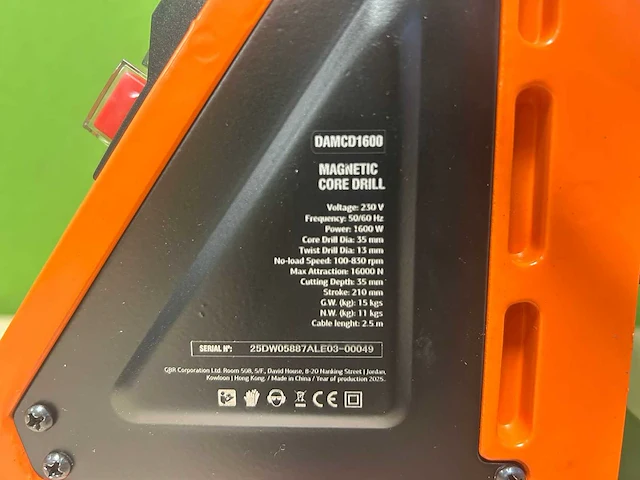 DAMCD1600
MAGNETIC
CORE DRILL
Voltage: 230 V
Frequency: 50/60 Hz
Power: 1600 W
Core Drill Dia: 35 mm
Twist Drill Dia: 13 mm
No-load Speed: 100-830 rpm
Max Attraction: 16000 N
Cutting Depth: 35 mm
Stroke: 210 mm
G.W. (kg): 15 kgs
N.W. (kg): 11 kgs
Cable lenght: 2.5 m
SERIAL Nº: 25DW05887ALE03-00049
Corporation Ltd. Room 508, 5/F., David House, 8-20 Nanking Street | Jordan,
Kowloon | Hong Kong. / Made in China / Year of production 2025.
CE